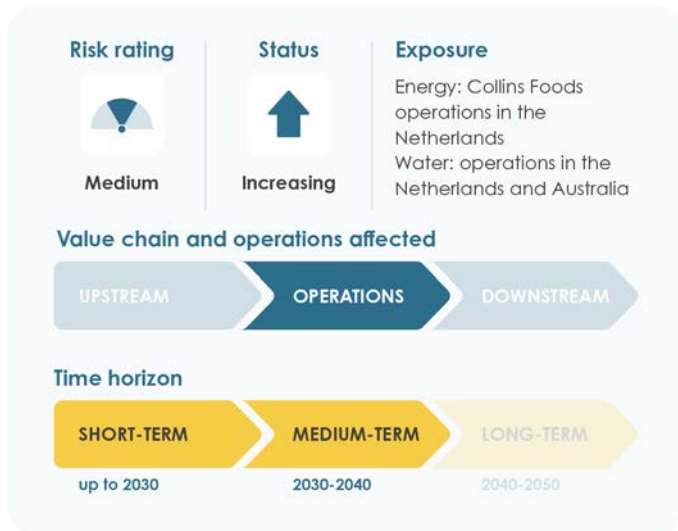 Risk rating
Status
Exposure
Medium
Increasing
Energy: Collins Foods
operations in the
Netherlands
Water: operations in the
Netherlands and Australia
Value chain and operations affected
UPSTREAM
OPERATIONS
DOWNSTREAM
Time horizon
SHORT-TERM
MEDIUM-TERM
LONG-TERM
up to 2030
2030-2040
2040-2050